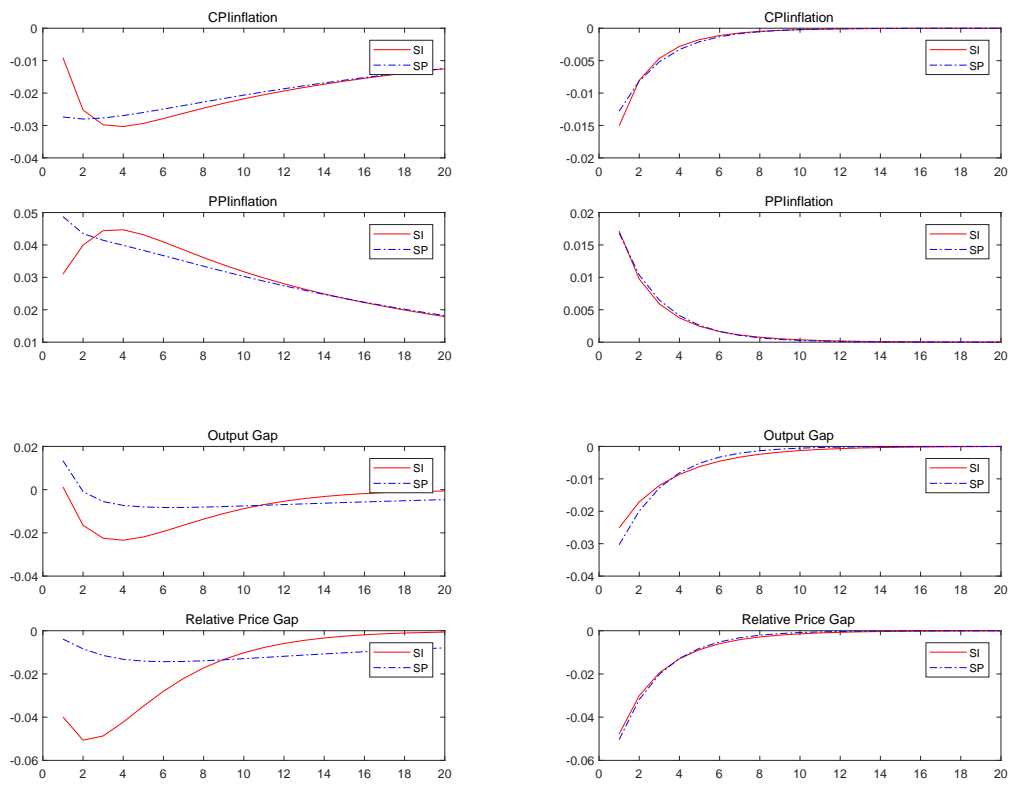 CPIinflation
0
-0.01
-0.02
-0.03
-0.04
0 2 4 6 8 10 12 14 16 18 20
SI
SP
CPIinflation
0
-0.005
-0.01
-0.015
-0.02
0 2 4 6 8 10 12 14 16 18 20
SI
SP
PPIinflation
0.05
0.04
0.03
0.02
0.01
0 2 4 6 8 10 12 14 16 18 20
SI
SP
PPIinflation
0.02
0.015
0.01
0.005
0
0 2 4 6 8 10 12 14 16 18 20
SI
SP
Output Gap
0.02
0
-0.02
-0.04
0 2 4 6 8 10 12 14 16 18 20
SI
SP
Output Gap
0
-0.01
-0.02
-0.03
-0.04
0 2 4 6 8 10 12 14 16 18 20
SI
SP
Relative Price Gap
0
-0.02
-0.04
-0.06
0 2 4 6 8 10 12 14 16 18 20
SI
SP
Relative Price Gap
0
-0.02
-0.04
-0.06
0 2 4 6 8 10 12 14 16 18 20
SI
SP